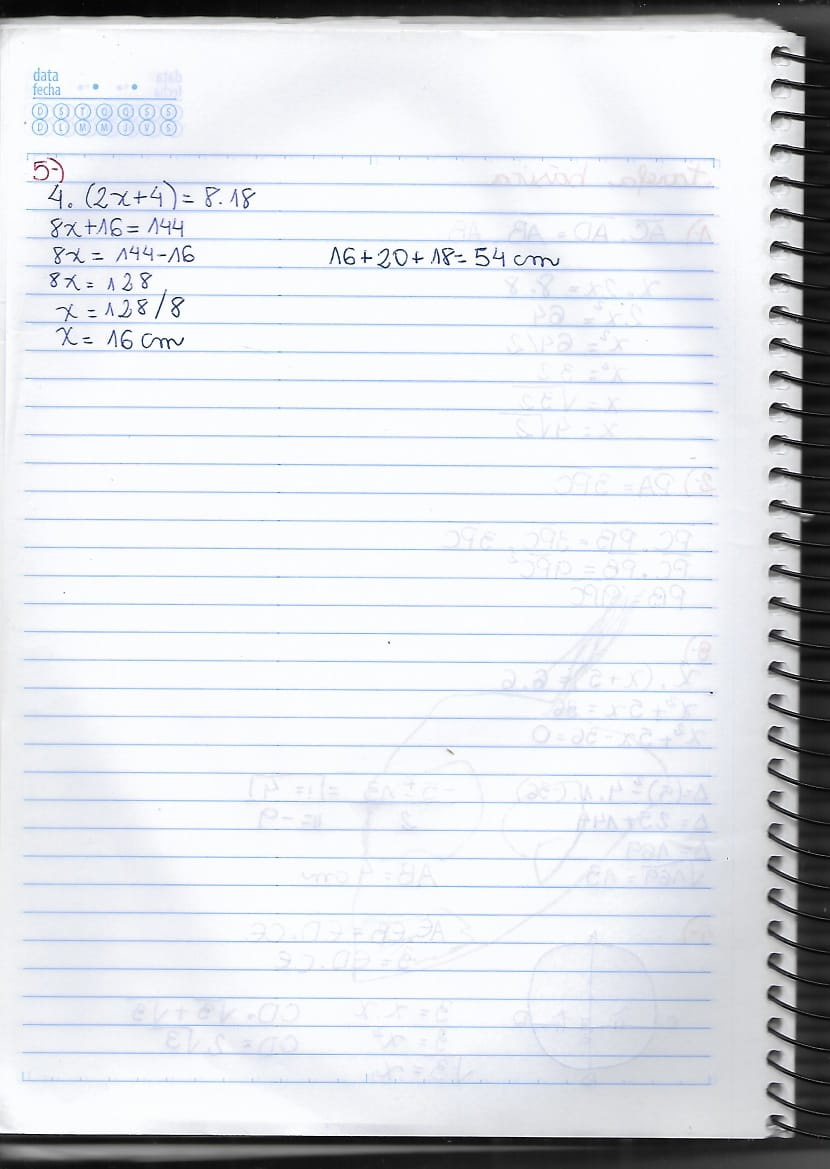 data
fecha
D S T Q Q S S
D L M M J V S
5-)
4. (2x+4) = 8.18
8x+16 = 144
8x = 144-16
16+20+18= 54 cm
8x = 128
x = 128/8
x = 16 cm